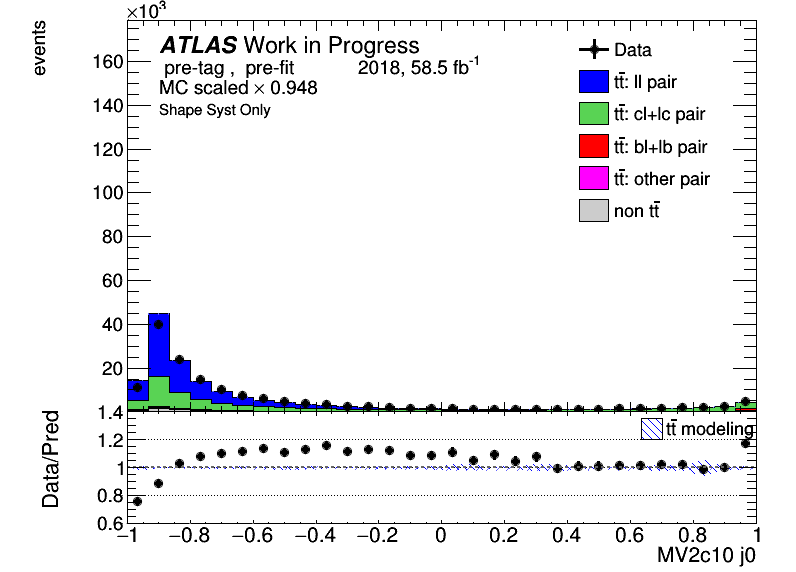 ×10³
events
160
140
120
100
80
60
40
20
ATLAS Work in Progress
pre-tag , pre-fit 2018, 58.5 fb⁻¹
MC scaled × 0.948
Shape Syst Only
Data
tt̄: ll pair
tt̄: cl+lc pair
tt̄: bl+lb pair
tt̄: other pair
non tt̄
Data/Pred
1.4
1.2
1
0.8
0.6
tt̄ modeling
−1 −0.8 −0.6 −0.4 −0.2 0 0.2 0.4 0.6 0.8 1
MV2c10 j0